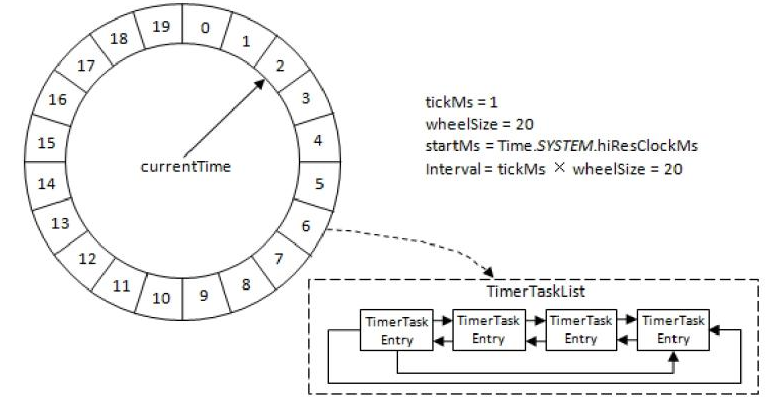 0
1
2
3
4
5
6
7
8
9
10
11
12
13
14
15
16
17
18
19
currentTime
tickMs = 1
wheelSize = 20
startMs = Time.SYSTEM.hiResClockMs
Interval = tickMs × wheelSize = 20
TimerTaskList
TimerTask
Entry
TimerTask
Entry
TimerTask
Entry
TimerTask
Entry